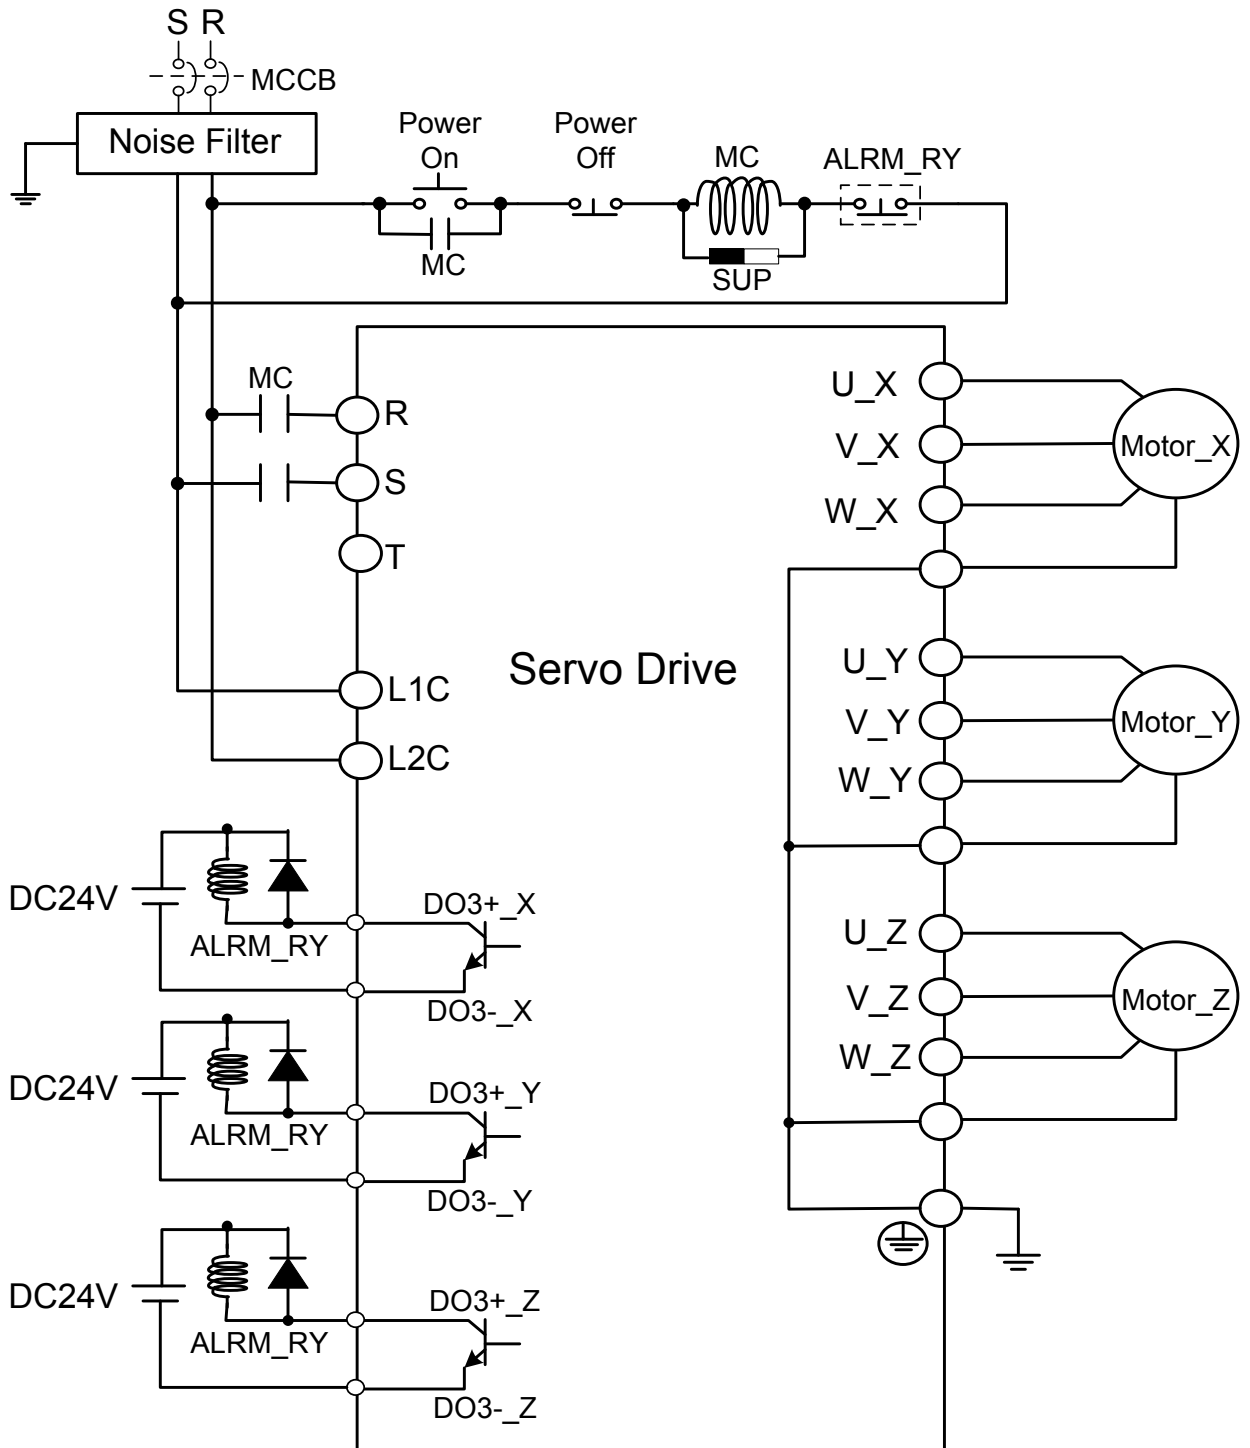 S R
MCCB
Noise Filter
Power
On
Power
Off
MC
ALRM_RY
MC
SUP
MC
R
S
T
L1C
L2C
Servo Drive
U_X
V_X
W_X
Motor_X
U_Y
V_Y
W_Y
Motor_Y
U_Z
V_Z
W_Z
Motor_Z
DC24V
ALRM_RY
DO3+_X
DO3-_X
DC24V
ALRM_RY
DO3+_Y
DO3-_Y
DC24V
ALRM_RY
DO3+_Z
DO3-_Z